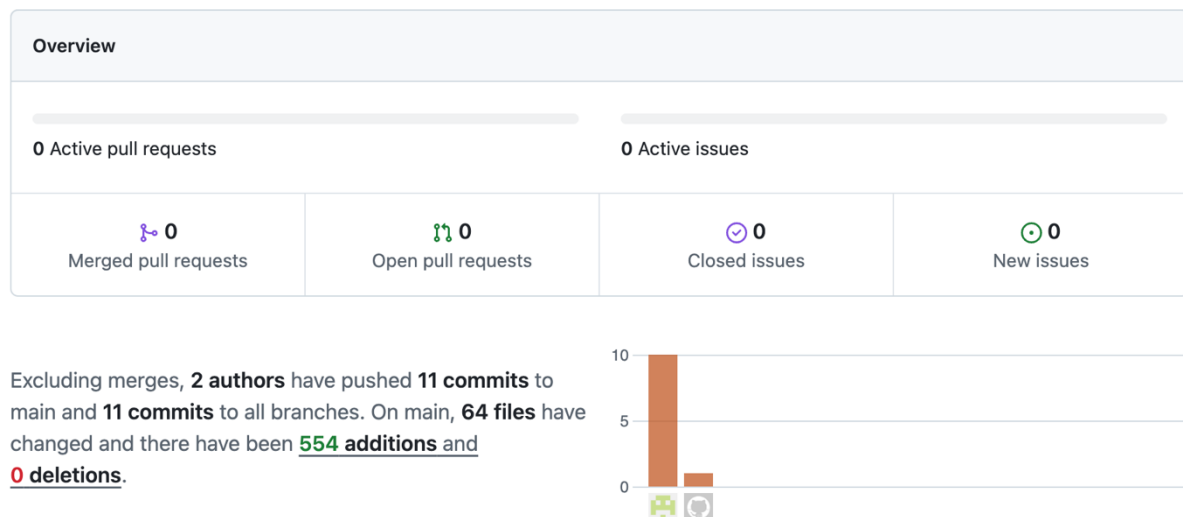 Overview
0 Active pull requests
0 Active issues
0
Merged pull requests
0
Open pull requests
0
Closed issues
0
New issues
Excluding merges, 2 authors have pushed 11 commits to
main and 11 commits to all branches. On main, 64 files have
changed and there have been 554 additions and
0 deletions.
10
5
0